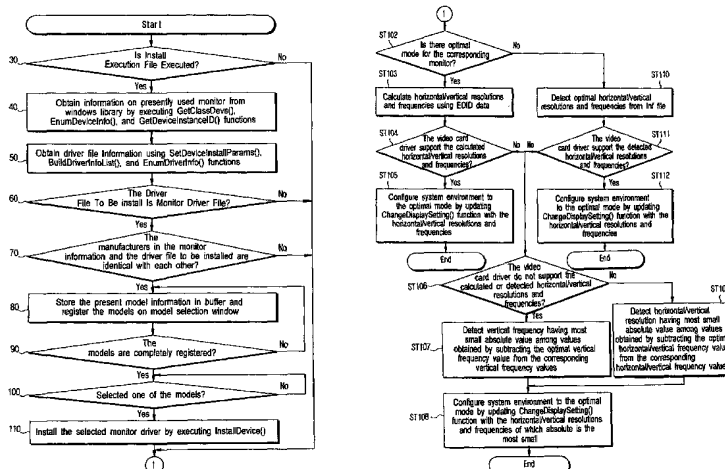 Start
30
Is Install
Execution File Executed?
No
Yes
40
Obtain information on presently used monitor from
windows library by executing GetClassDevs(),
EnumDeviceInfo(), and GetDeviceInstanceID() functions
50
Obtain driver file Information using SetDeviceInstallParams(),
BuildDriverInfoList(), and EnumDriverInfo() functions
60
The Driver
File To Be install Is Monitor Driver File?
No
Yes
70
The
manufacturers in the monitor
information and the driver file to be installed are
identical with each other?
No
Yes
80
Store the present model information in buffer and
register the models on model selection window
90
The
models are completely registered?
No
Yes
100
Selected one of the models?
No
Yes
110
Install the selected monitor driver by executing InstallDevice()
1
1
ST102
Is there optimal
mode for the corresponding
monitor?
No
Yes
ST103
Calculate horizontal/vertical resolutions
and frequencies using EDID data
ST110
Detect optimal horizontal/vertical
resolutions and frequencies from Inf file
ST104
The video card
driver support the calculated
horizontal/vertical resolutions
and frequencies?
No
Yes
No
ST111
The video
card driver support the detected
horizontal/vertical resolutions
and frequencies?
Yes
ST105
Configure system environment to
the optimal mode by updating
ChangeDisplaySetting() function with the
horizontal/vertical resolutions and
frequencies
ST112
Configure system environment
to the optimal mode by updating
ChangeDisplaySetting() function with the
horizontal/vertical resolutions and
frequencies
End
End
ST106
The video
card driver do not support the
calculated or detected horizontal/vertical
resolutions and
frequencies?
No
Yes
ST107
Detect vertical frequency having most
small absolute value among values
obtained by subtracting the optimal vertical
frequency value from the corresponding
vertical frequency values
Detect horizontal/vertical
resolution having most small
absolute value among values
obtained by subtracting the optimal
horizontal/vertical frequency value
from the corresponding
horizontal/vertical frequency values
ST108
Configure system environment to the optimal
mode by updating ChangeDisplaySetting()
function with the horizontal/vertical resolutions
and frequencies of which absolute is the
most small
End